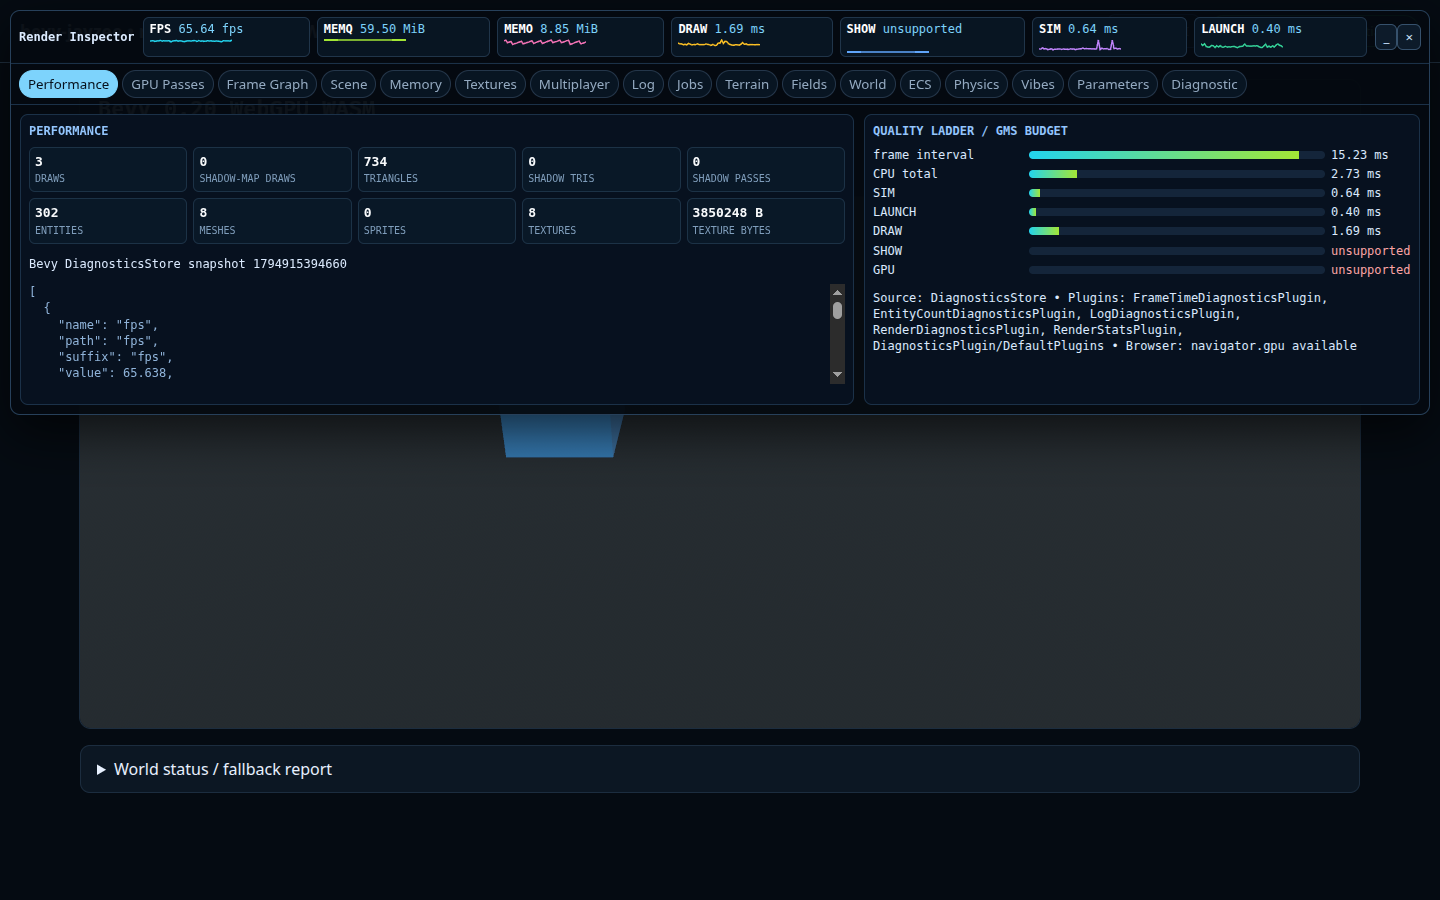 Render Inspector
FPS 65.64 fps
MEMQ 59.50 MiB
MEMO 8.85 MiB
DRAW 1.69 ms
SHOW unsupported
SIM 0.64 ms
LAUNCH 0.40 ms
_ ×
Performance GPU Passes Frame Graph Scene Memory Textures Multiplayer Log Jobs Terrain Fields World ECS Physics Vibes Parameters Diagnostic
Bevy 0.20 WebGPU WASM
PERFORMANCE
3
DRAWS
0
SHADOW-MAP DRAWS
734
TRIANGLES
0
SHADOW TRIS
0
SHADOW PASSES
302
ENTITIES
8
MESHES
0
SPRITES
8
TEXTURES
3850248 B
TEXTURE BYTES
Bevy DiagnosticsStore snapshot 1794915394660
[
{
"name": "fps",
"path": "fps",
"suffix": "fps",
"value": 65.638,
QUALITY LADDER / GMS BUDGET
frame interval 15.23 ms
CPU total 2.73 ms
SIM 0.64 ms
LAUNCH 0.40 ms
DRAW 1.69 ms
SHOW unsupported
GPU unsupported
Source: DiagnosticsStore • Plugins: FrameTimeDiagnosticsPlugin,
EntityCountDiagnosticsPlugin, LogDiagnosticsPlugin,
RenderDiagnosticsPlugin, RenderStatsPlugin,
DiagnosticsPlugin/DefaultPlugins • Browser: navigator.gpu available
▶ World status / fallback report